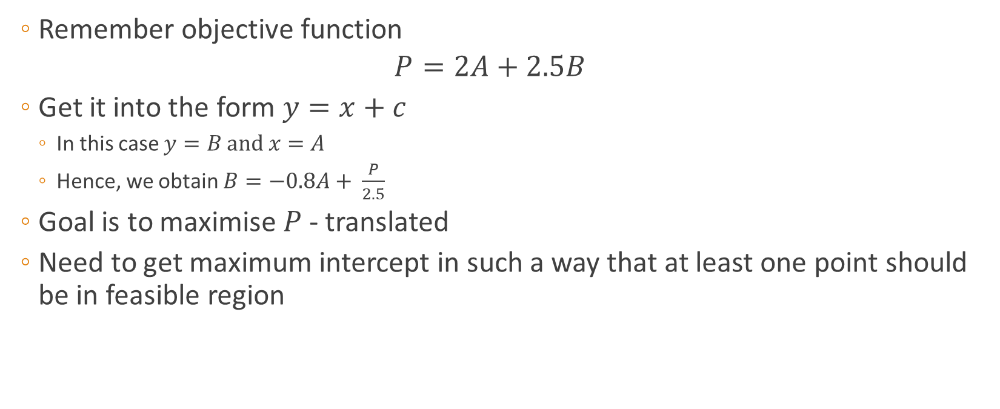 ◦ Remember objective function
P = 2A + 2.5B
◦ Get it into the form y = x + c
◦ In this case y = B and x = A
◦ Hence, we obtain B = −0.8A + P/2.5
◦ Goal is to maximise P - translated
◦ Need to get maximum intercept in such a way that at least one point should
be in feasible region